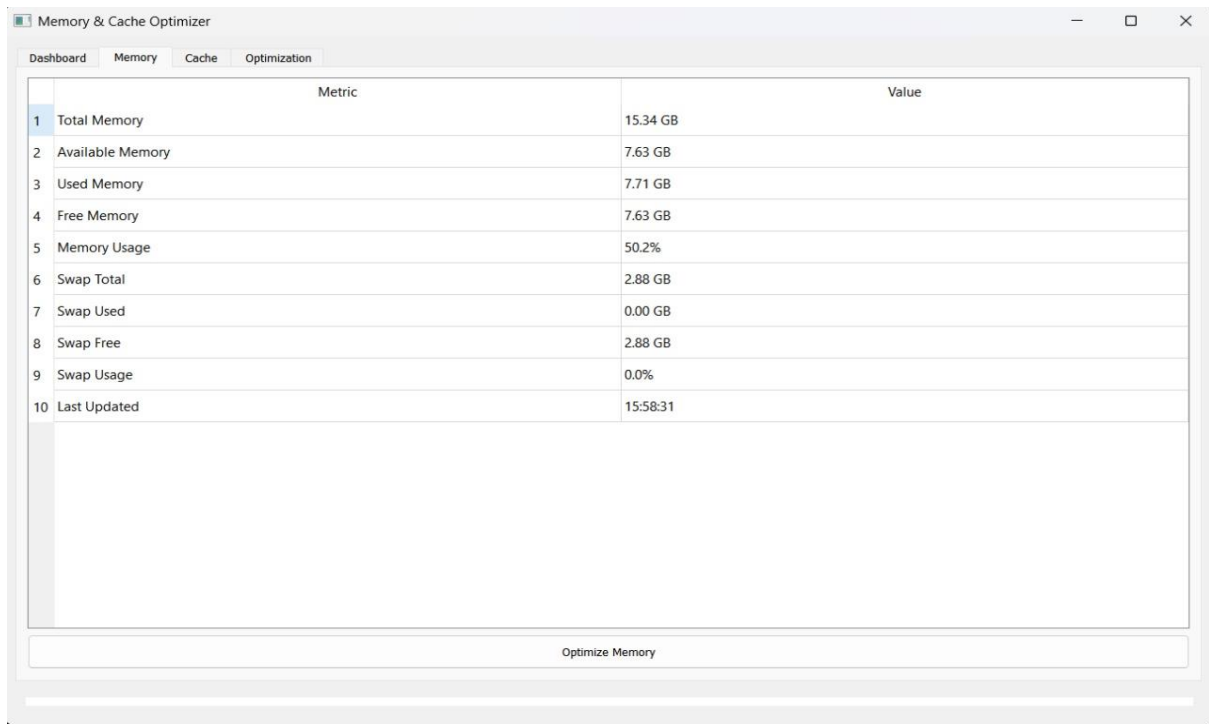 Memory & Cache Optimizer
Dashboard Memory Cache Optimization
Metric Value
1 Total Memory 15.34 GB
2 Available Memory 7.63 GB
3 Used Memory 7.71 GB
4 Free Memory 7.63 GB
5 Memory Usage 50.2%
6 Swap Total 2.88 GB
7 Swap Used 0.00 GB
8 Swap Free 2.88 GB
9 Swap Usage 0.0%
10 Last Updated 15:58:31
Optimize Memory